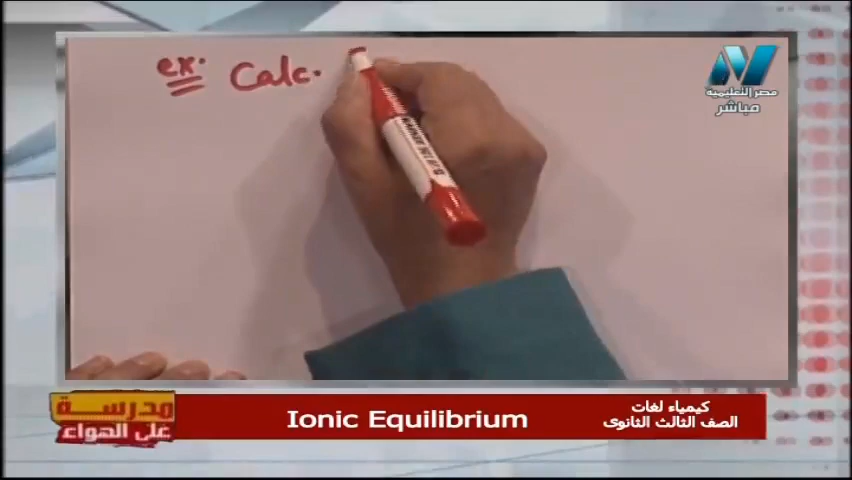 ex. Calc.
مصر التعليمية
مباشر
مدرسة
على الهواء
Ionic Equilibrium
كيمياء لغات
الصف الثالث الثانوى